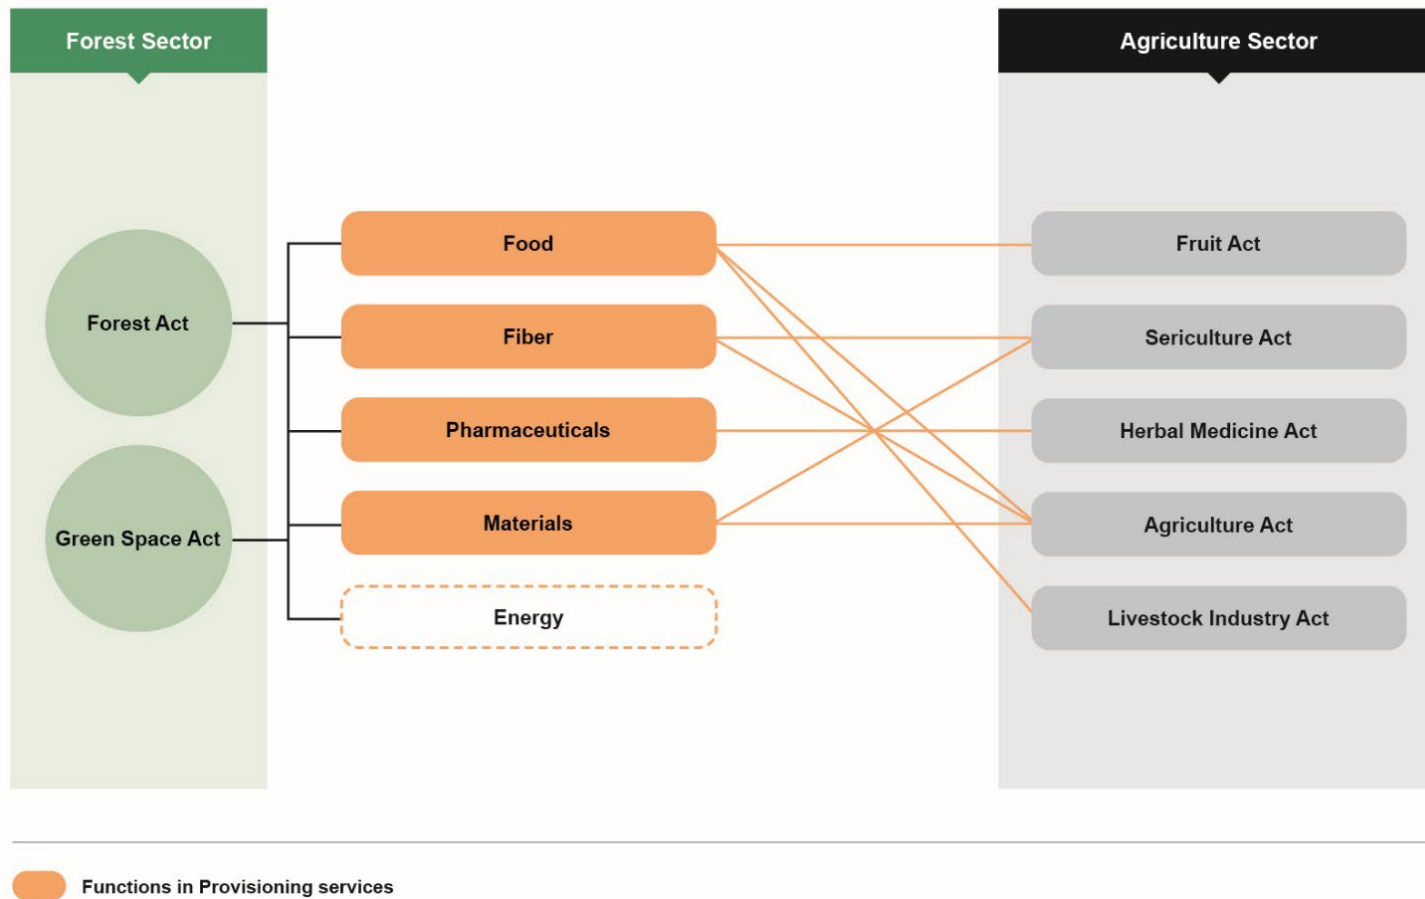 Forest Sector
Agriculture Sector
Forest Act
Green Space Act
Food
Fiber
Pharmaceuticals
Materials
Energy
Fruit Act
Sericulture Act
Herbal Medicine Act
Agriculture Act
Livestock Industry Act
Functions in Provisioning services